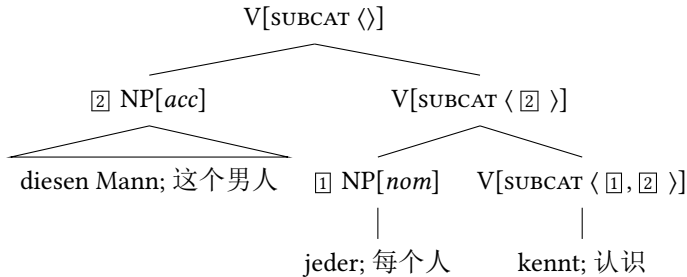 V[SUBCAT ⟨⟩]
2 NP[acc] V[SUBCAT ⟨ 2 ⟩]
diesen Mann; 这个男人 1 NP[nom] V[SUBCAT ⟨ 1, 2 ⟩]
jeder; 每个人 kennt; 认识